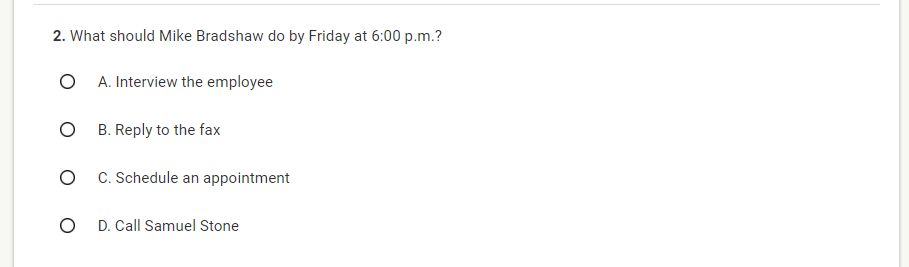 2. What should Mike Bradshaw do by Friday at 6:00 p.m.?
A. Interview the employee
B. Reply to the fax
C. Schedule an appointment
D. Call Samuel Stone